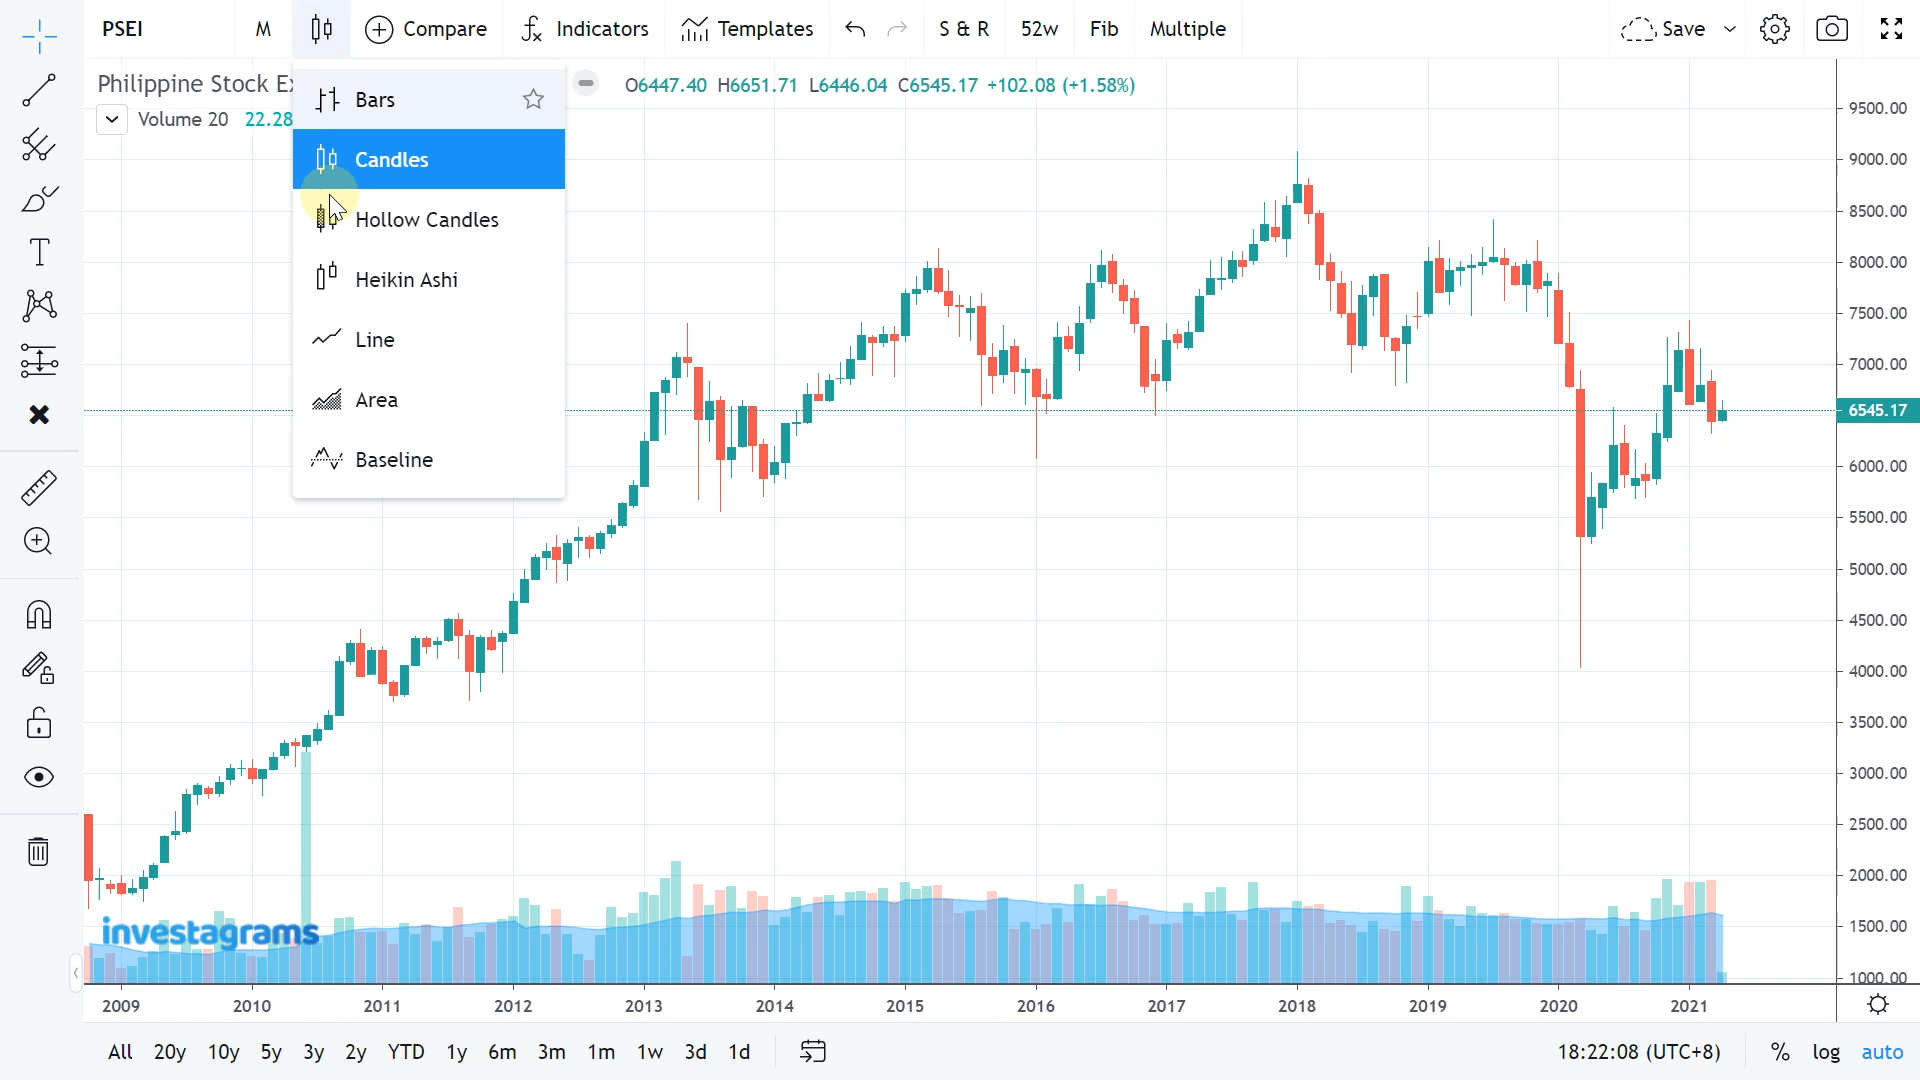 PSEI M Compare Indicators Templates S & R 52w Fib Multiple Save
Philippine Stock Ex O6447.40 H6651.71 L6446.04 C6545.17 +102.08 (+1.58%)
Volume 20 22.28
Bars
Candles
Hollow Candles
Heikin Ashi
Line
Area
Baseline
9500.00
9000.00
8500.00
8000.00
7500.00
7000.00
6545.17
6000.00
5500.00
5000.00
4500.00
4000.00
3500.00
3000.00
2500.00
2000.00
1500.00
1000.00
investagrams
2009 2010 2011 2012 2013 2014 2015 2016 2017 2018 2019 2020 2021
All 20y 10y 5y 3y 2y YTD 1y 6m 3m 1m 1w 3d 1d 18:22:08 (UTC+8) % log auto